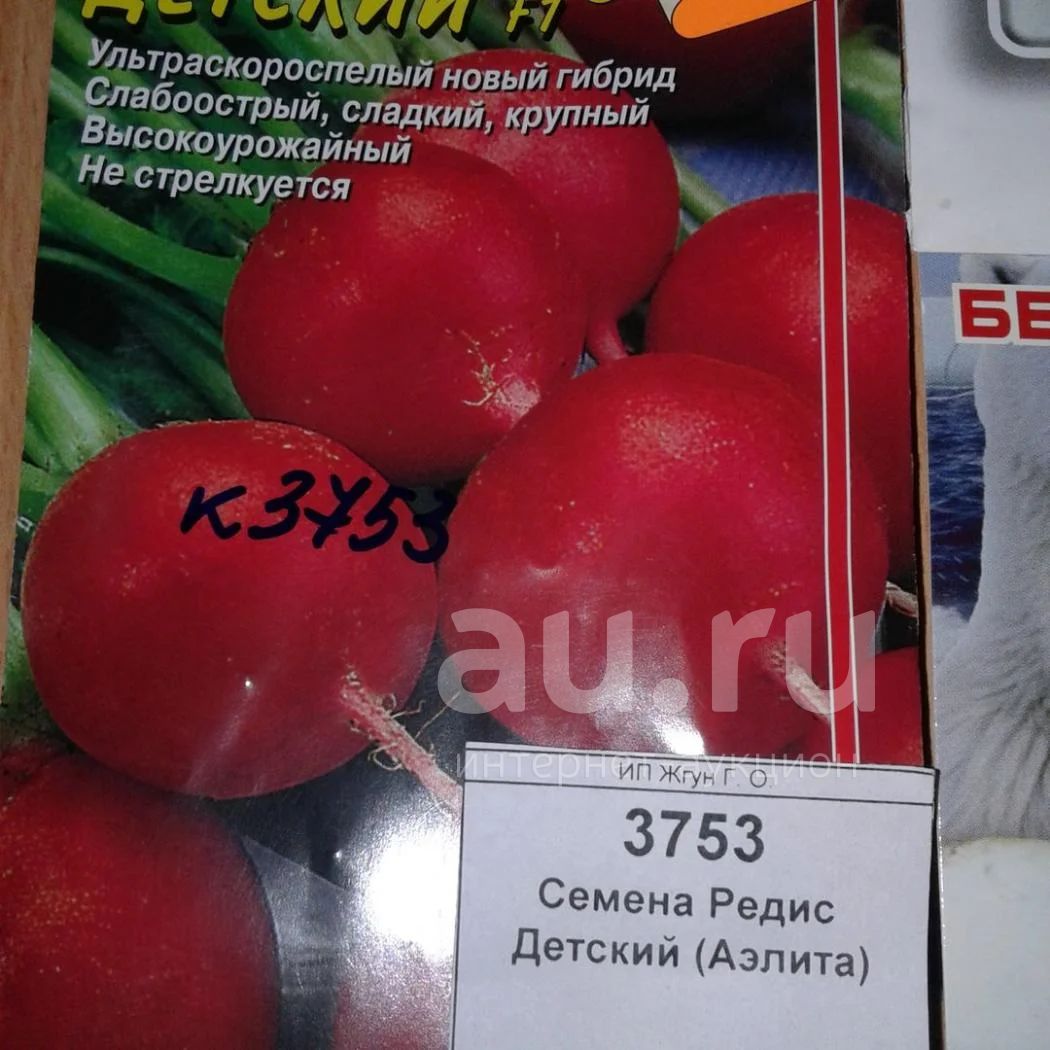 Детский F1
Ультраскороспелый новый гибрид
Слабоострый, сладкий, крупный
Высокоурожайный
Не стрелкуется
БЕ
к3753
au.ru
интернет аукцион
ИП Жгун Г. О.
3753
Семена Редис
Детский (Аэлита)